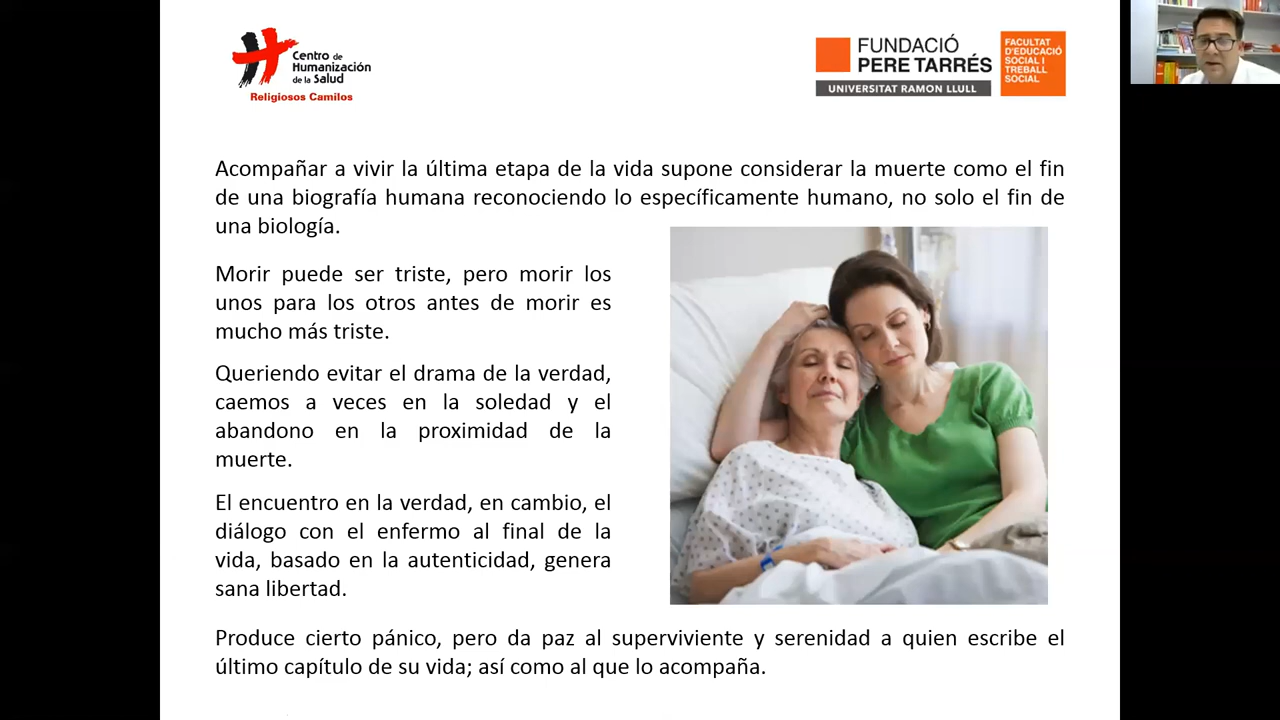 Centro de
Humanización
de la Salud
Religiosos Camilos
FUNDACIÓ
PERE TARRÉS
UNIVERSITAT RAMON LLULL
FACULTAT
D'EDUCACIÓ
SOCIAL I
TREBALL
SOCIAL
Acompañar a vivir la última etapa de la vida supone considerar la muerte como el fin
de una biografía humana reconociendo lo específicamente humano, no solo el fin de
una biología.
Morir puede ser triste, pero morir los
unos para los otros antes de morir es
mucho más triste.
Queriendo evitar el drama de la verdad,
caemos a veces en la soledad y el
abandono en la proximidad de la
muerte.
El encuentro en la verdad, en cambio, el
diálogo con el enfermo al final de la
vida, basado en la autenticidad, genera
sana libertad.
Produce cierto pánico, pero da paz al superviviente y serenidad a quien escribe el
último capítulo de su vida; así como al que lo acompaña.